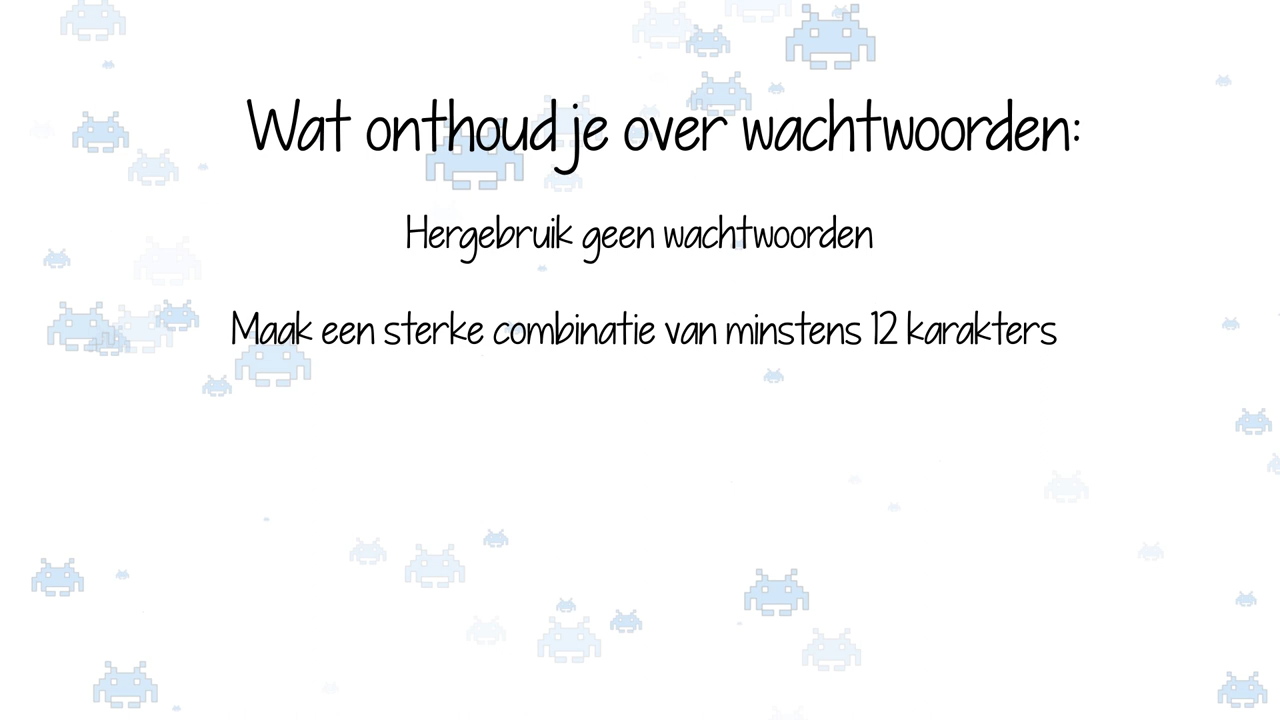 Wat onthoud je over wachtwoorden:
Hergebruik geen wachtwoorden
Maak een sterke combinatie van minstens 12 karakters